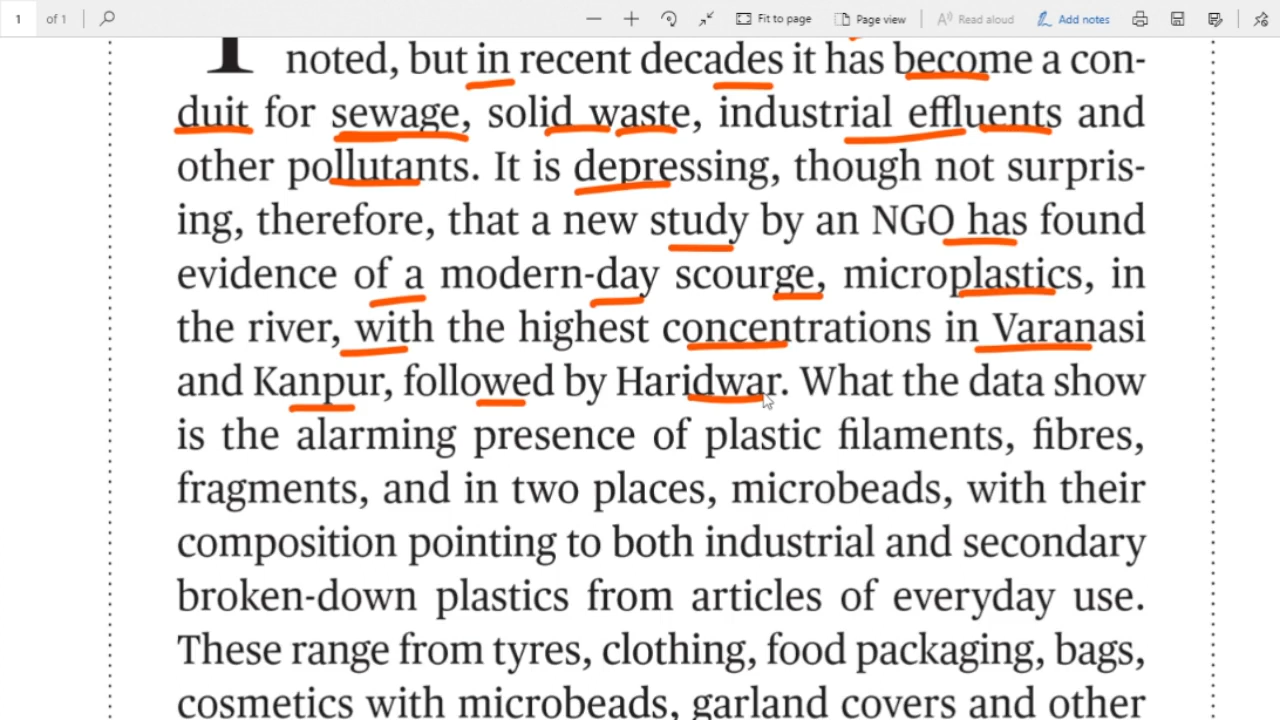 1 of 1 Fit to page Page view Read aloud Add notes
T noted, but in recent decades it has become a con-
duit for sewage, solid waste, industrial effluents and
other pollutants. It is depressing, though not surpris-
ing, therefore, that a new study by an NGO has found
evidence of a modern-day scourge, microplastics, in
the river, with the highest concentrations in Varanasi
and Kanpur, followed by Haridwar. What the data show
is the alarming presence of plastic filaments, fibres,
fragments, and in two places, microbeads, with their
composition pointing to both industrial and secondary
broken-down plastics from articles of everyday use.
These range from tyres, clothing, food packaging, bags,
cosmetics with microbeads, garland covers and other